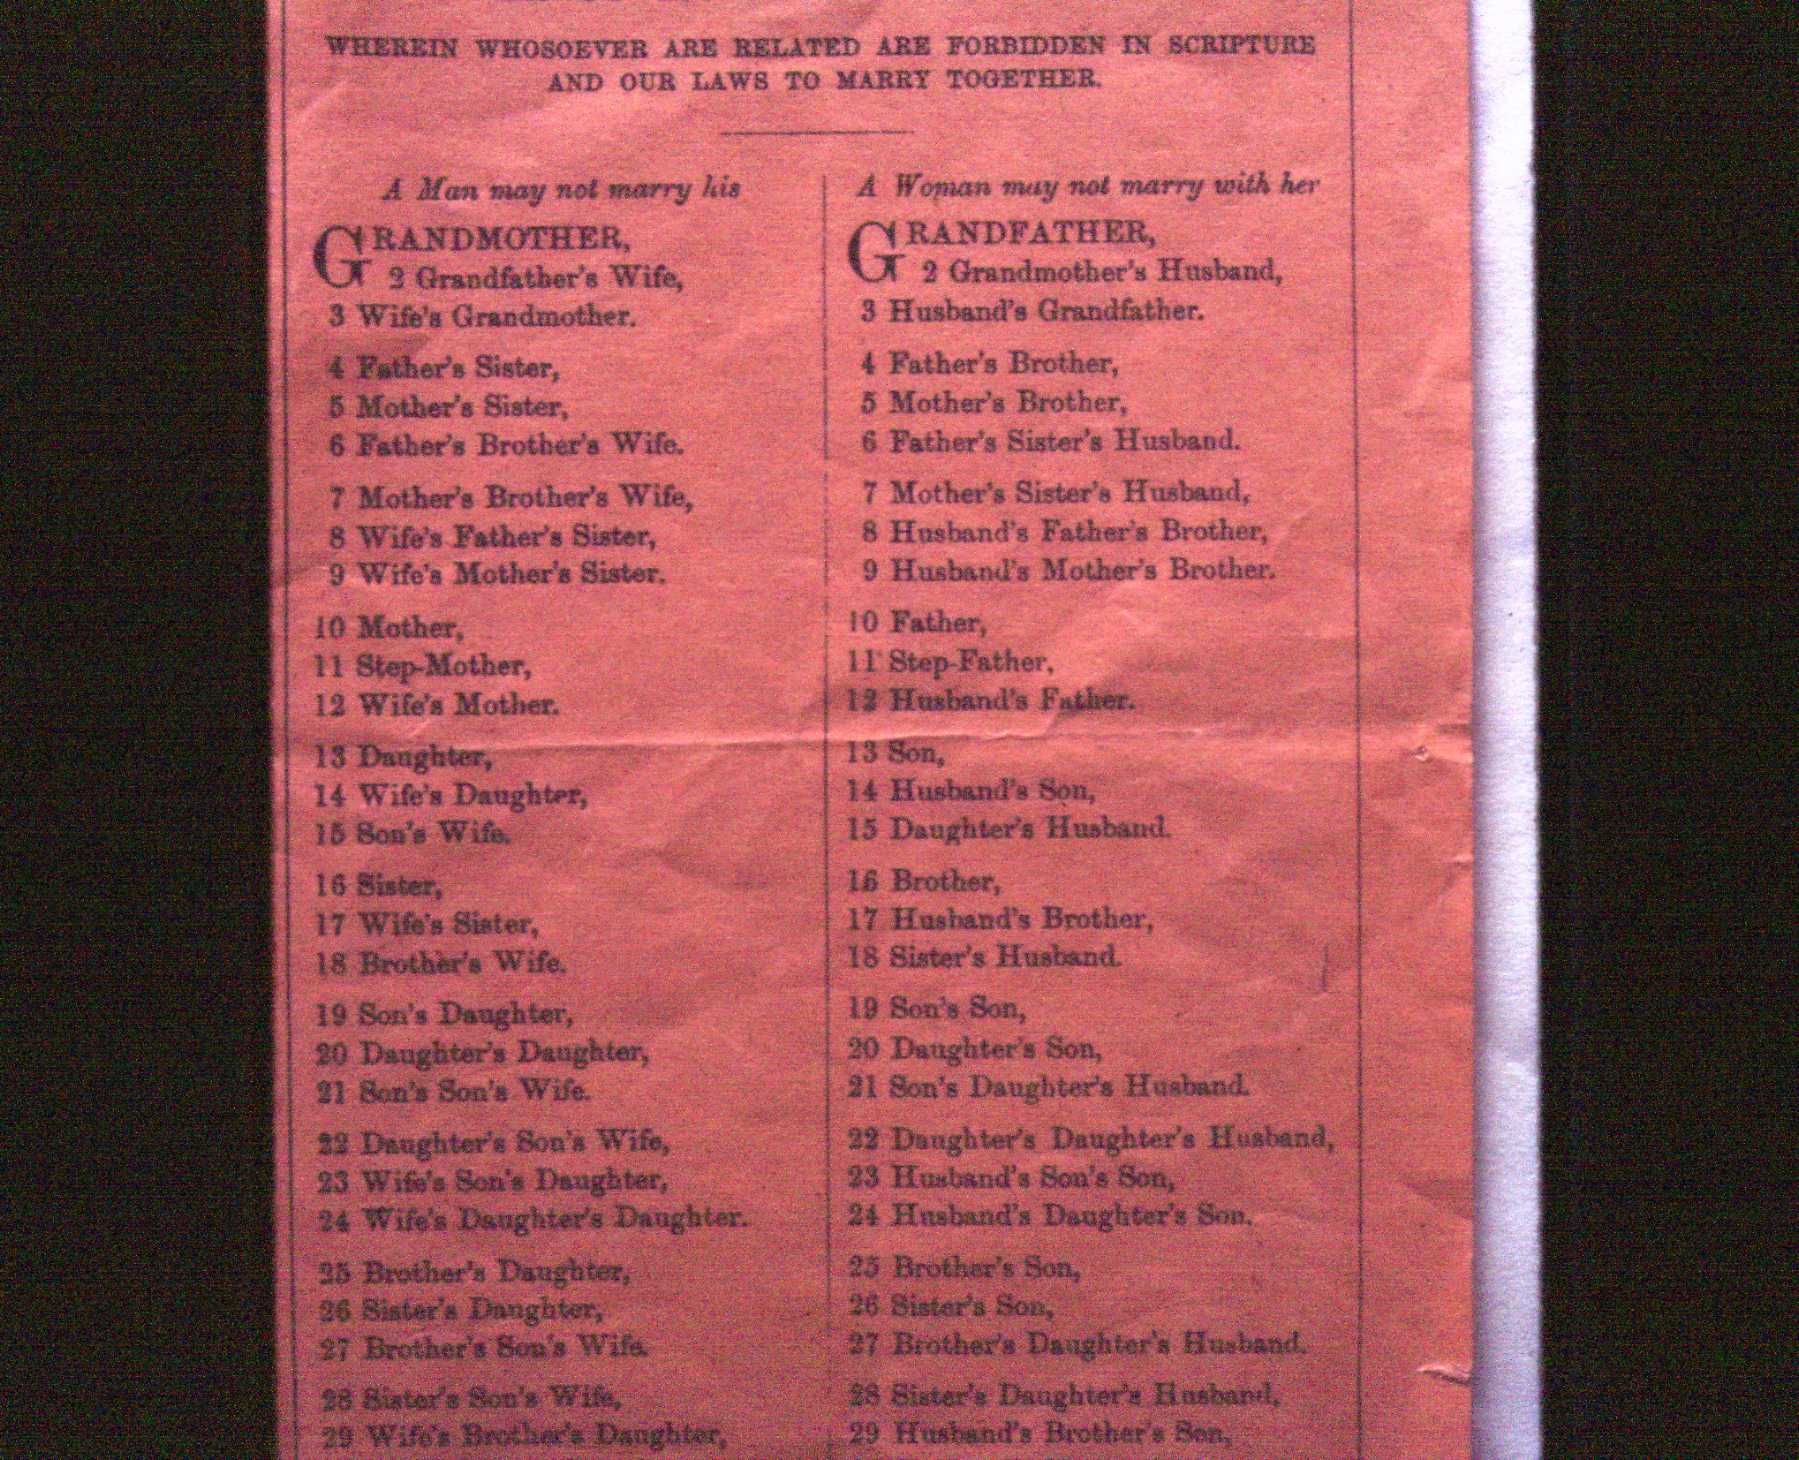 WHEREIN WHOSOEVER ARE RELATED ARE FORBIDDEN IN SCRIPTURE
AND OUR LAWS TO MARRY TOGETHER.
A Man may not marry his
GRANDMOTHER,
2 Grandfather's Wife,
3 Wife's Grandmother.
4 Father's Sister,
5 Mother's Sister,
6 Father's Brother's Wife.
7 Mother's Brother's Wife,
8 Wife's Father's Sister,
9 Wife's Mother's Sister.
10 Mother,
11 Step-Mother,
12 Wife's Mother.
13 Daughter,
14 Wife's Daughter,
15 Son's Wife.
16 Sister,
17 Wife's Sister,
18 Brother's Wife.
19 Son's Daughter,
20 Daughter's Daughter,
21 Son's Son's Wife.
22 Daughter's Son's Wife,
23 Wife's Son's Daughter,
24 Wife's Daughter's Daughter.
25 Brother's Daughter,
26 Sister's Daughter,
27 Brother's Son's Wife.
28 Sister's Son's Wife,
29 Wife's Brother's Daughter,
A Woman may not marry with her
GRANDFATHER,
2 Grandmother's Husband,
3 Husband's Grandfather.
4 Father's Brother,
5 Mother's Brother,
6 Father's Sister's Husband.
7 Mother's Sister's Husband,
8 Husband's Father's Brother,
9 Husband's Mother's Brother.
10 Father,
11 Step-Father,
12 Husband's Father.
13 Son,
14 Husband's Son,
15 Daughter's Husband.
16 Brother,
17 Husband's Brother,
18 Sister's Husband.
19 Son's Son,
20 Daughter's Son,
21 Son's Daughter's Husband.
22 Daughter's Daughter's Husband,
23 Husband's Son's Son,
24 Husband's Daughter's Son.
25 Brother's Son,
26 Sister's Son,
27 Brother's Daughter's Husband.
28 Sister's Daughter's Husband,
29 Husband's Brother's Son,